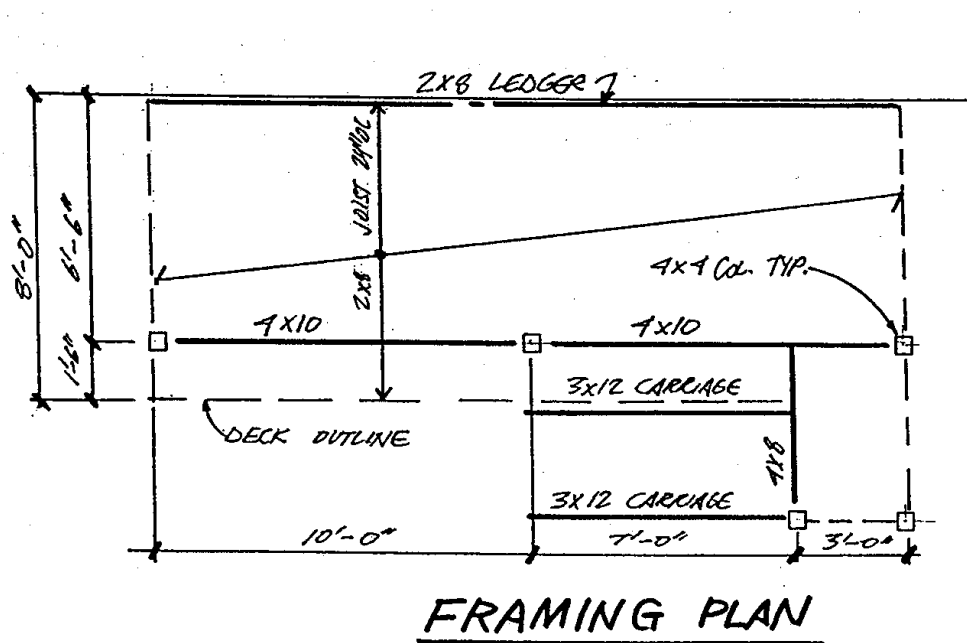 2X8 LEDGER
2X8 JOIST 24"OC
8'-0"
6'-6"
1'-6"
4X4 COL. TYP.
4X10
4X10
3X12 CARRIAGE
DECK OUTLINE
4X8
3X12 CARRIAGE
10'-0"
7'-0"
3'-0"
FRAMING PLAN